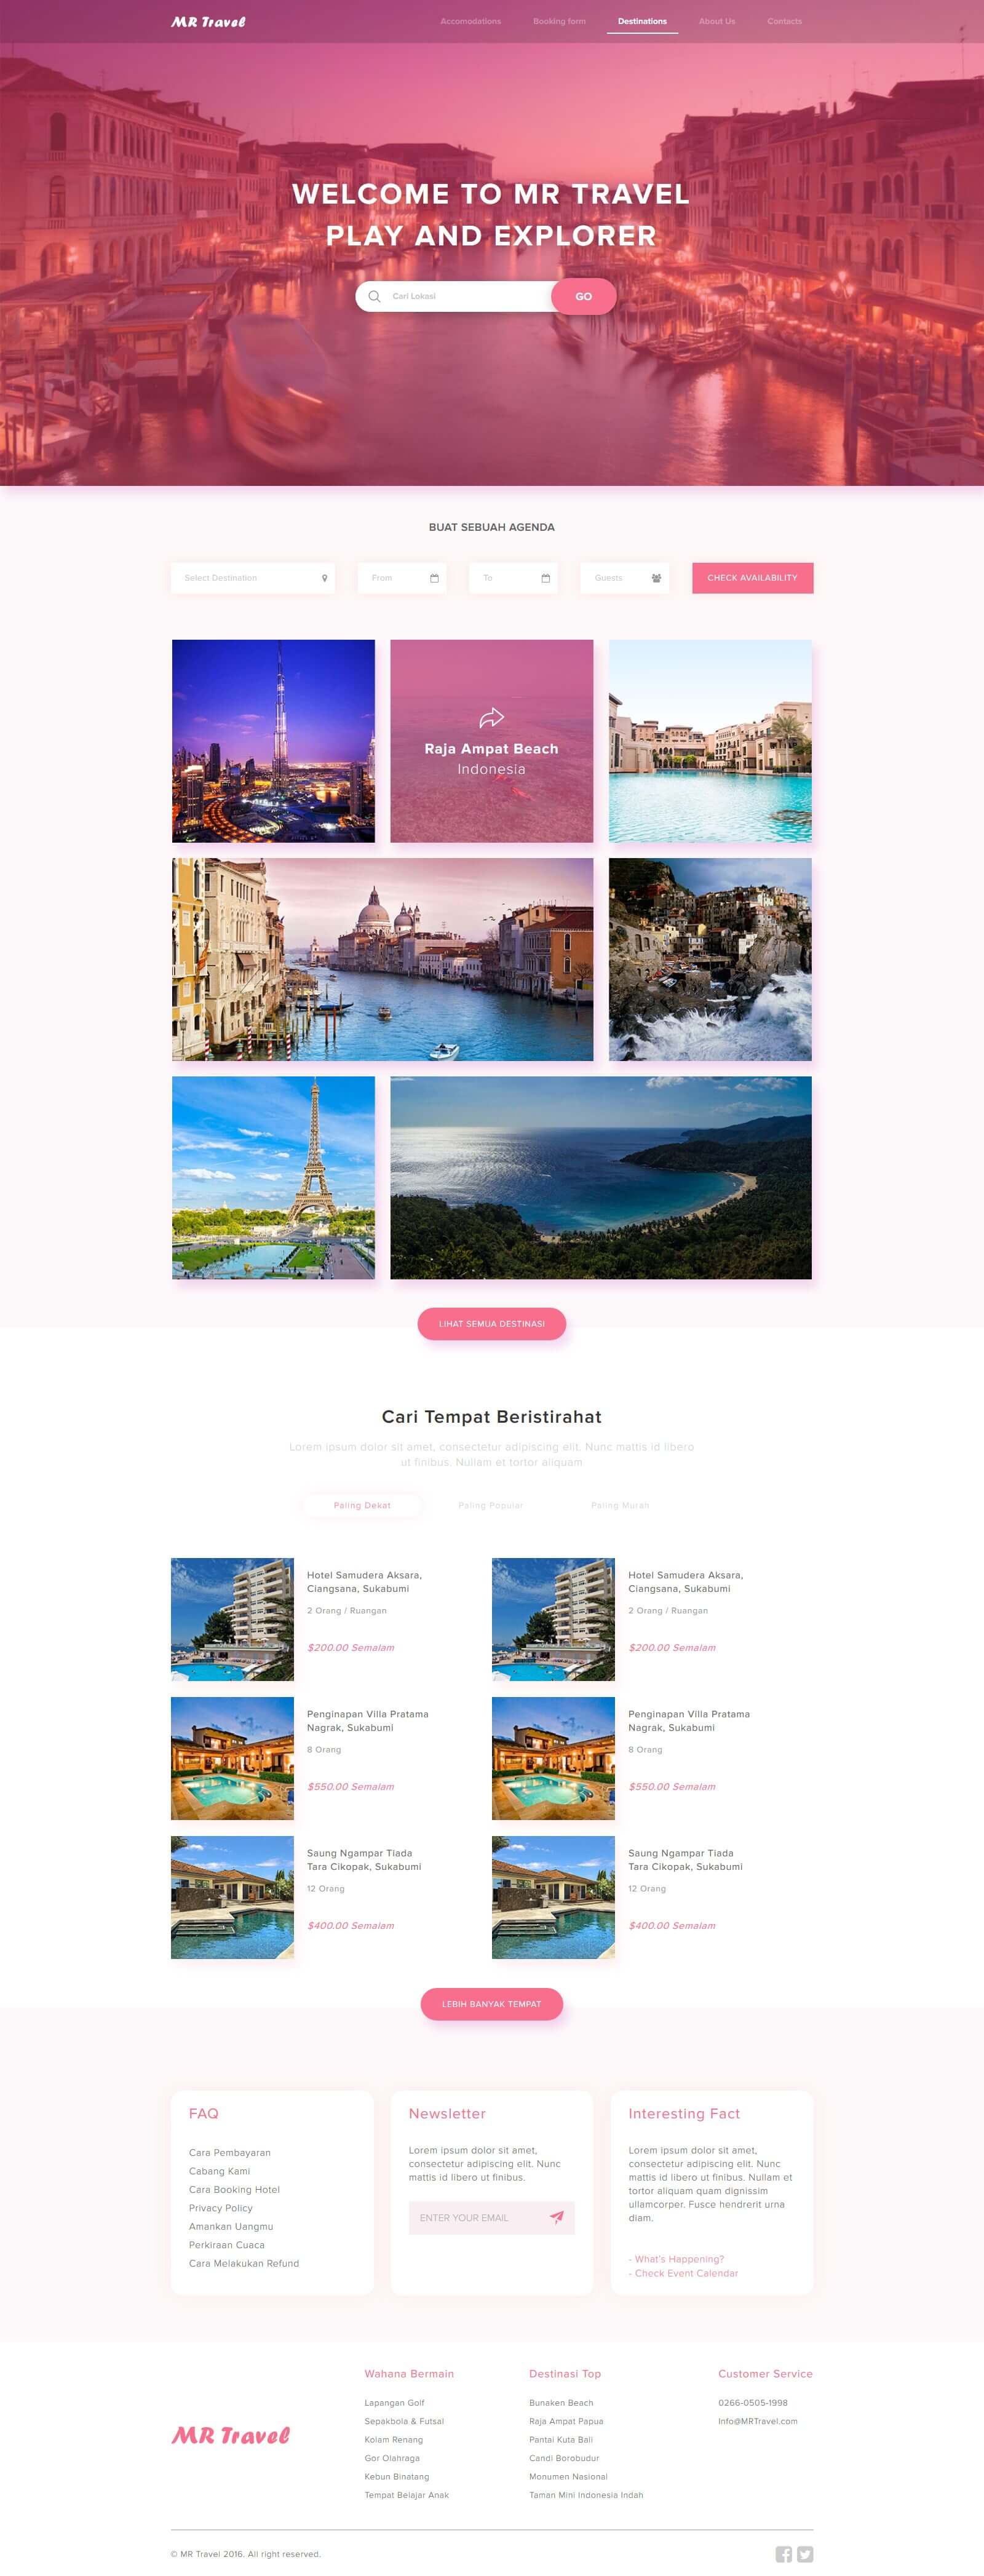 MR Travel
Accomodations
Booking form
Destinations
About Us
Contacts
WELCOME TO MR TRAVEL
PLAY AND EXPLORER
Cari Lokasi
GO
BUAT SEBUAH AGENDA
Select Destination
From
To
Guests
CHECK AVAILABILITY
Raja Ampat Beach
Indonesia
LIHAT SEMUA DESTINASI
Cari Tempat Beristirahat
Lorem ipsum dolor sit amet, consectetur adipiscing elit. Nunc mattis id libero
ut finibus. Nullam et tortor aliquam
Paling Dekat
Paling Populer
Paling Murah
Hotel Samudera Aksara,
Ciangsana, Sukabumi
2 Orang / Ruangan
$200.00 Semalam
Hotel Samudera Aksara,
Ciangsana, Sukabumi
2 Orang / Ruangan
$200.00 Semalam
Penginapan Villa Pratama
Nagrak, Sukabumi
8 Orang
$550.00 Semalam
Penginapan Villa Pratama
Nagrak, Sukabumi
8 Orang
$550.00 Semalam
Saung Ngampar Tiada
Tara Cikopak, Sukabumi
12 Orang
$400.00 Semalam
Saung Ngampar Tiada
Tara Cikopak, Sukabumi
12 Orang
$400.00 Semalam
LEBIH BANYAK TEMPAT
FAQ
Cara Pembayaran
Cabang Kami
Cara Booking Hotel
Privacy Policy
Amankan Uangmu
Perkiraan Cuaca
Cara Melakukan Refund
Newsletter
Lorem ipsum dolor sit amet,
consectetur adipiscing elit. Nunc
mattis id libero ut finibus.
ENTER YOUR EMAIL
Interesting Fact
Lorem ipsum dolor sit amet,
consectetur adipiscing elit. Nunc
mattis id libero ut finibus. Nullam et
tortor aliquam quam dignissim
ullamcorper. Fusce hendrerit urna
diam.
- What's Happening?
- Check Event Calendar
MR Travel
Wahana Bermain
Lapangan Golf
Sepakbola & Futsal
Kolam Renang
Gor Olahraga
Kebun Binatang
Tempat Belajar Anak
Destinasi Top
Bunaken Beach
Raja Ampat Papua
Pantai Kuta Bali
Candi Borobudur
Monumen Nasional
Taman Mini Indonesia Indah
Customer Service
0266-0505-1998
Info@MRTravel.com
© MR Travel 2016. All right reserved.